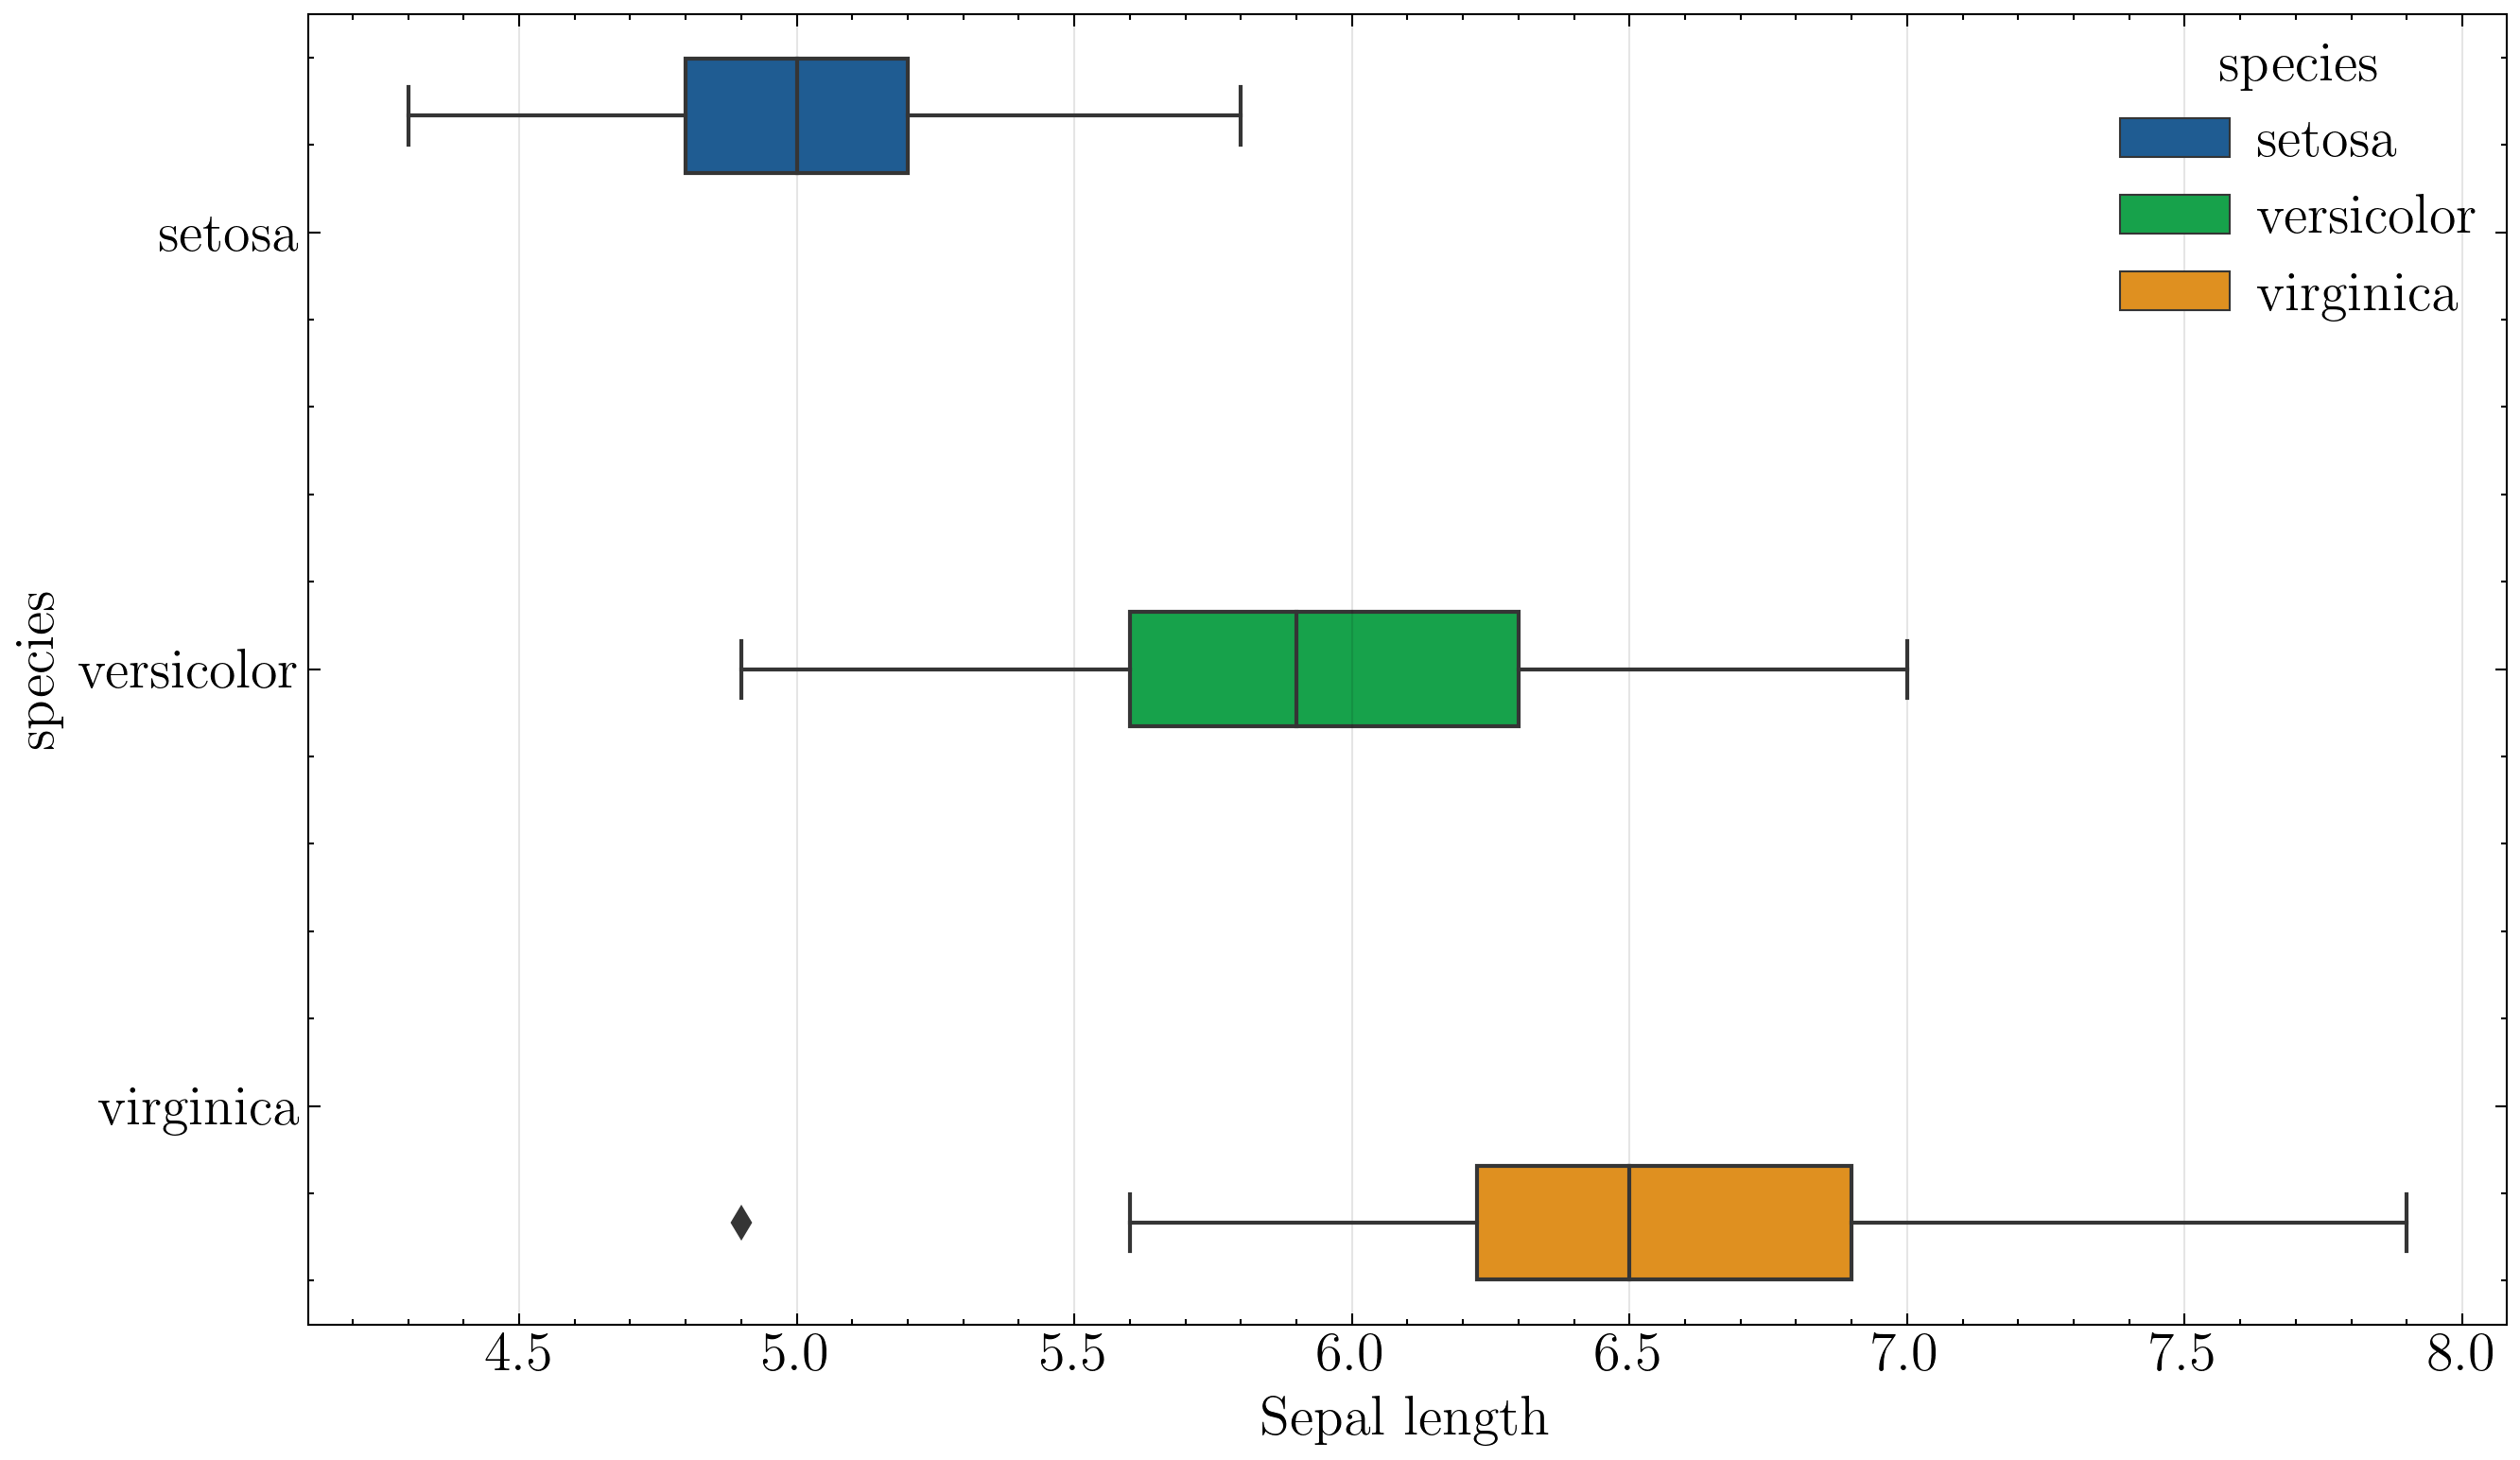 species
setosa
versicolor
virginica
setosa
versicolor
virginica
species
4.5 5.0 5.5 6.0 6.5 7.0 7.5 8.0
Sepal length